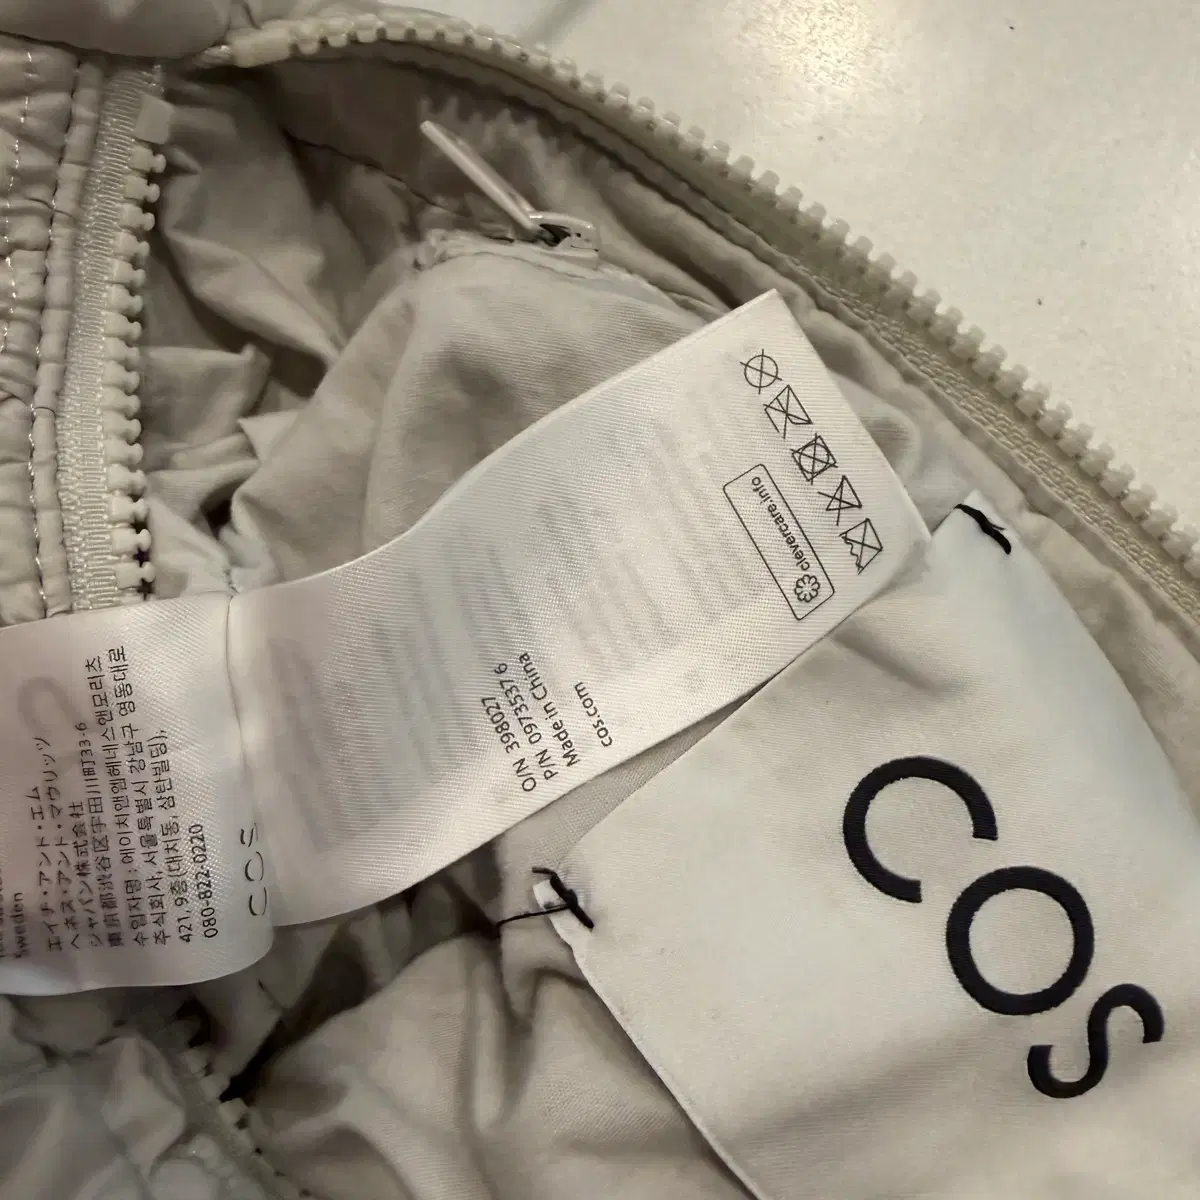 clevercare.info
O/N 398027
P/N 0973537 6
Made in China
cos.com
COS
Sweden
エイチ・アンド・エム
ヘネス・アンド・マウリッツ
ジャパン株式会社
東京都渋谷区宇田川町33-6
수입자명 : 에이치앤엠헤네스앤모리츠
주식회사, 서울특별시 강남구 영동대로
421, 9층(대치동, 삼탄빌딩),
080-822-0220
COS